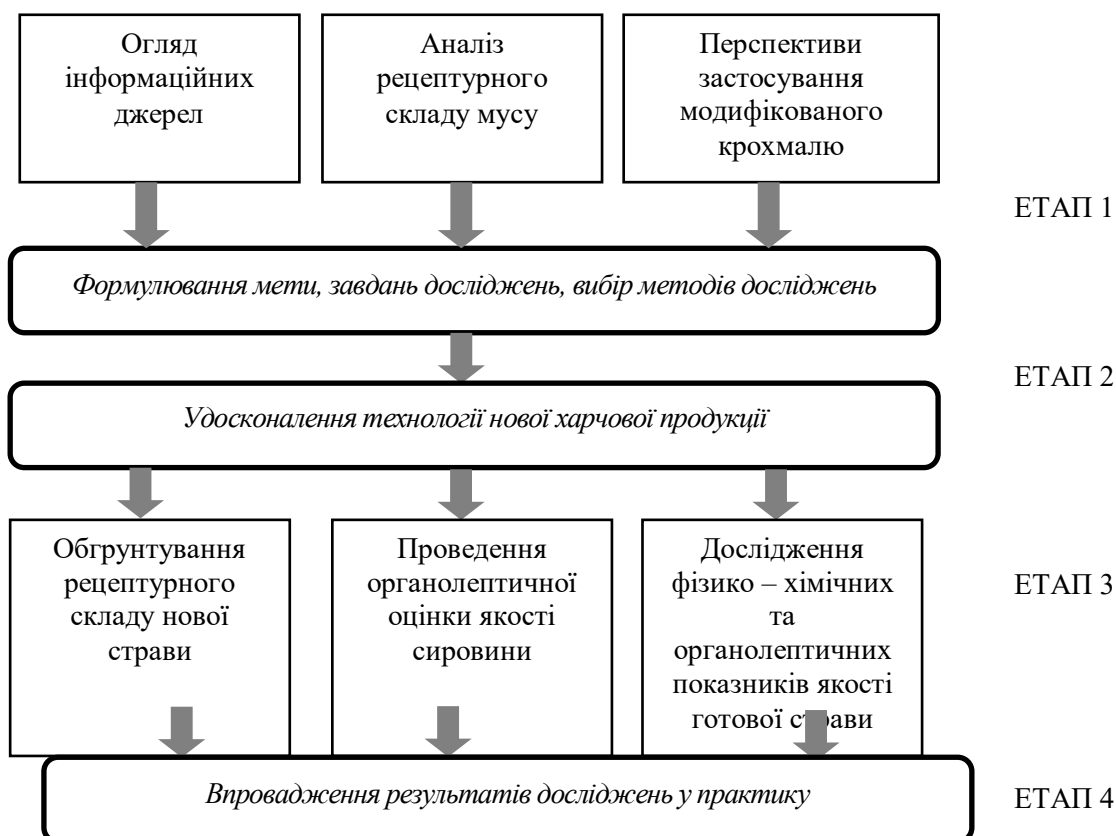 Огляд
інформаційних
джерел
Аналіз
рецептурного
складу мусу
Перспективи
застосування
модифікованого
крохмалю
ЕТАП 1
Формулювання мети, завдань досліджень, вибір методів досліджень
ЕТАП 2
Удосконалення технології нової харчової продукції
Обгрунтування
рецептурного
складу нової
страви
Проведення
органолептичної
оцінки якості
сировини
Дослідження
фізико – хімічних
та
органолептичних
показників якості
готової страви
ЕТАП 3
Впровадження результатів досліджень у практику
ЕТАП 4